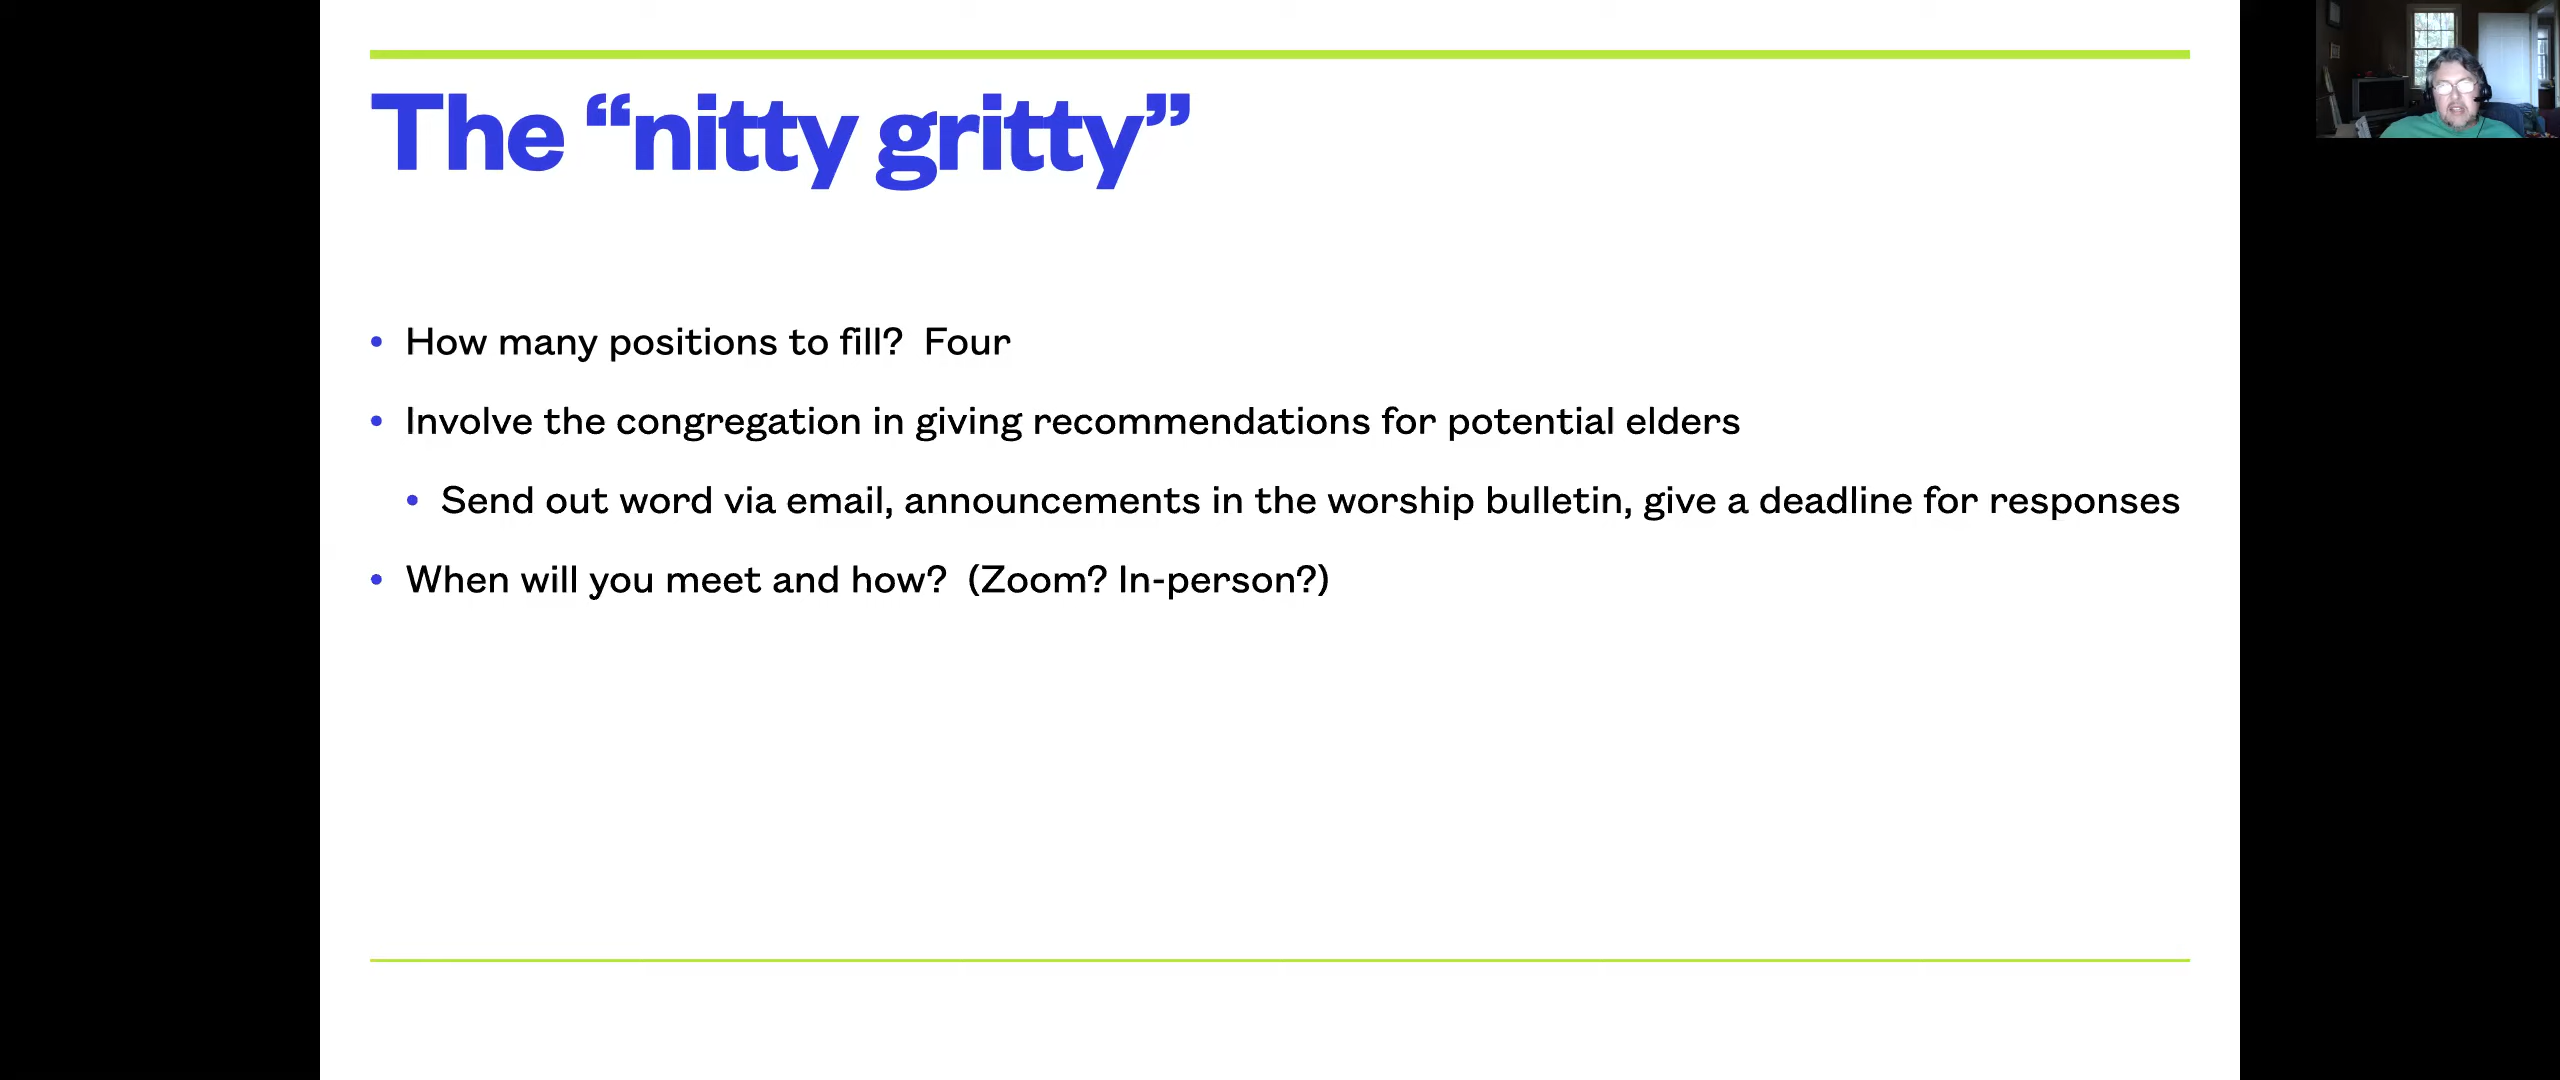 The “nitty gritty”
• How many positions to fill?  Four
• Involve the congregation in giving recommendations for potential elders
• Send out word via email, announcements in the worship bulletin, give a deadline for responses
• When will you meet and how?  (Zoom? In-person?)